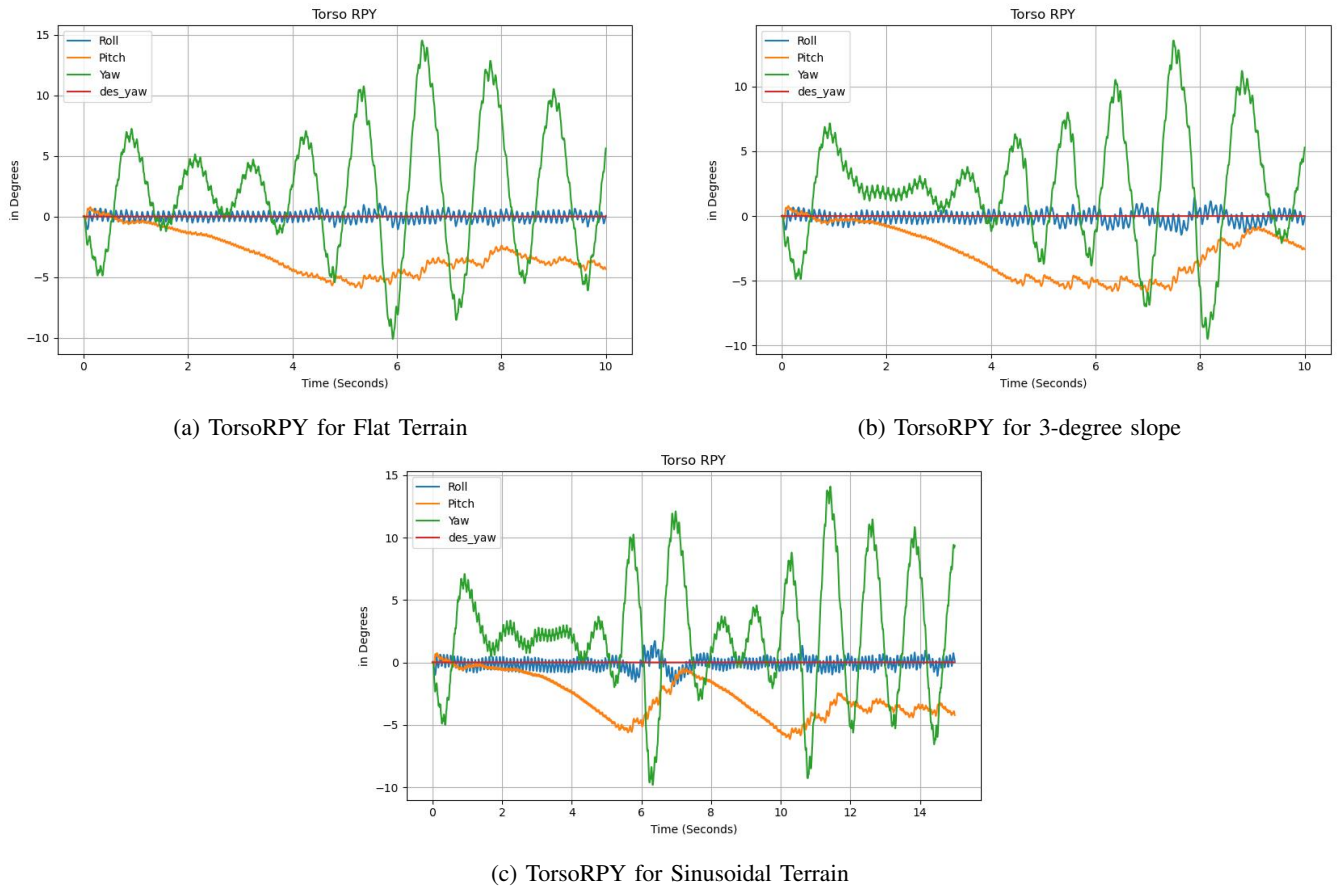 Torso RPY
15
10
5
0
−5
−10
in Degrees
Roll
Pitch
Yaw
des_yaw
0 2 4 6 8 10
Time (Seconds)
(a) TorsoRPY for Flat Terrain
Torso RPY
10
5
0
−5
−10
in Degrees
Roll
Pitch
Yaw
des_yaw
0 2 4 6 8 10
Time (Seconds)
(b) TorsoRPY for 3-degree slope
Torso RPY
15
10
5
0
−5
−10
in Degrees
Roll
Pitch
Yaw
des_yaw
0 2 4 6 8 10 12 14
Time (Seconds)
(c) TorsoRPY for Sinusoidal Terrain